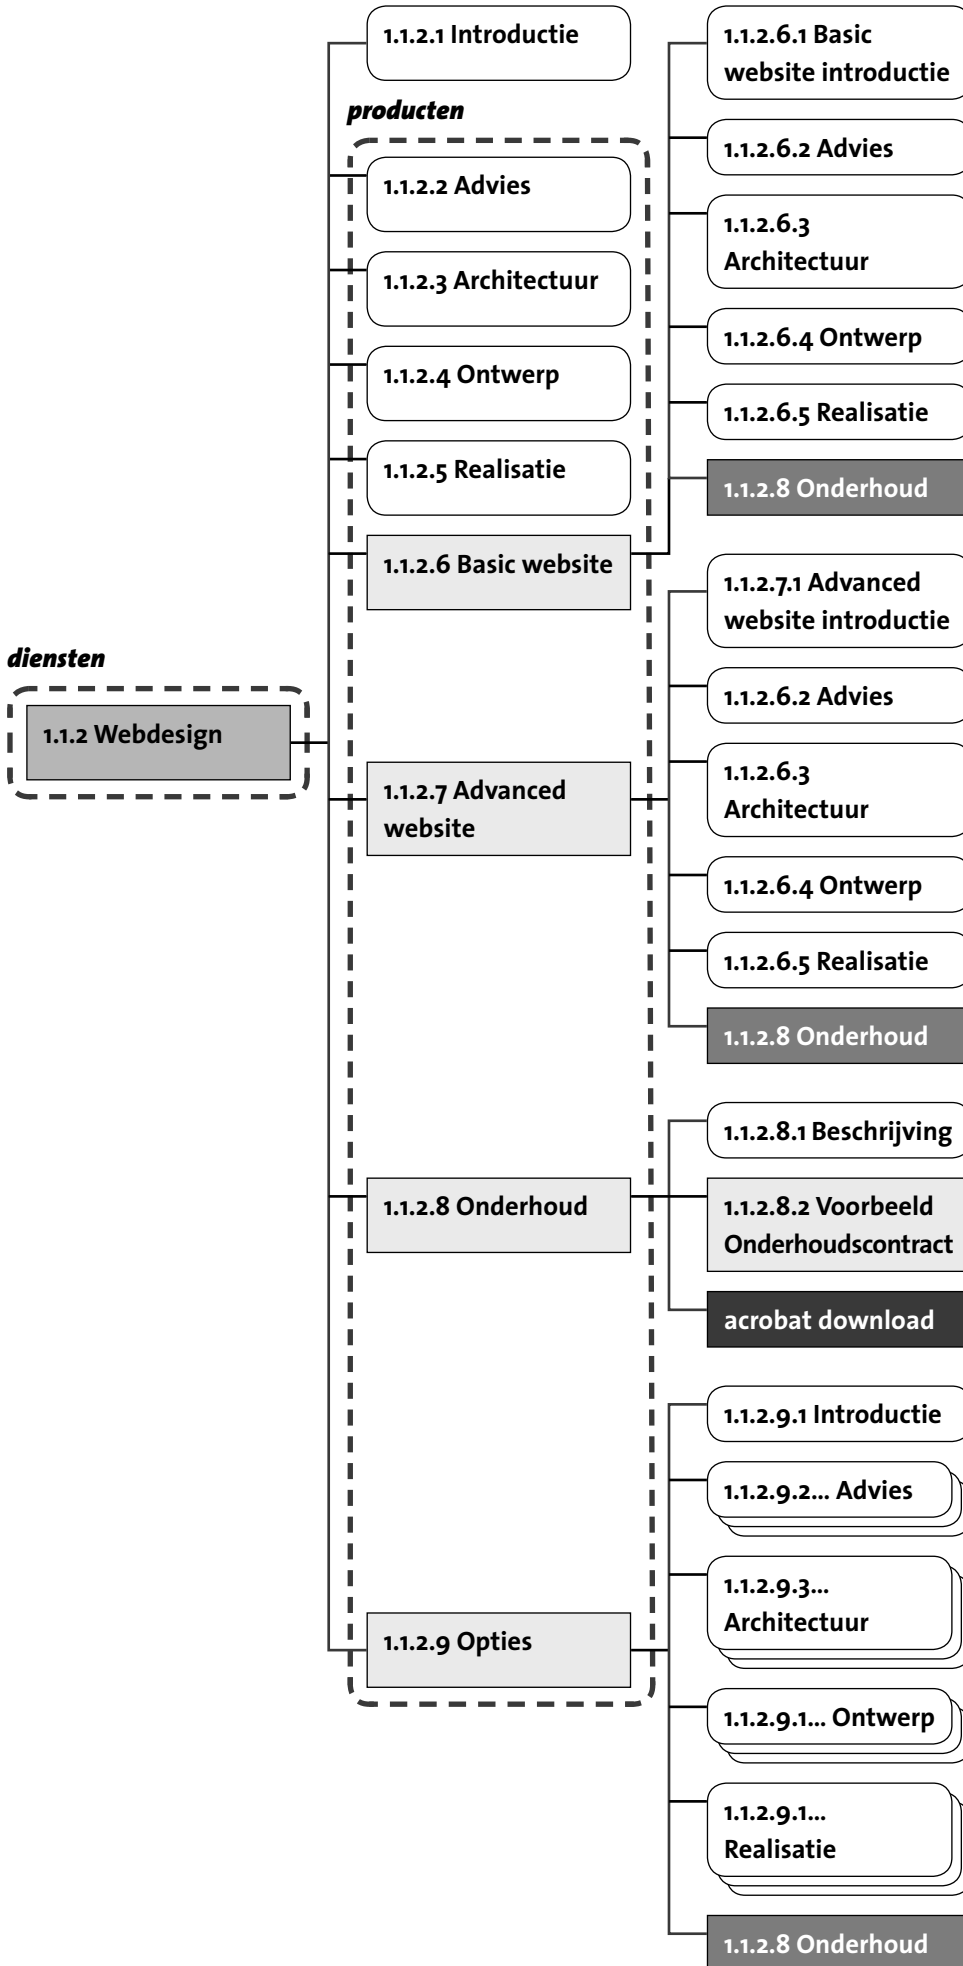 diensten
1.1.2 Webdesign
1.1.2.1 Introductie
producten
1.1.2.2 Advies
1.1.2.3 Architectuur
1.1.2.4 Ontwerp
1.1.2.5 Realisatie
1.1.2.6 Basic website
1.1.2.7 Advanced
website
1.1.2.8 Onderhoud
1.1.2.9 Opties
1.1.2.6.1 Basic
website introductie
1.1.2.6.2 Advies
1.1.2.6.3
Architectuur
1.1.2.6.4 Ontwerp
1.1.2.6.5 Realisatie
1.1.2.8 Onderhoud
1.1.2.7.1 Advanced
website introductie
1.1.2.6.2 Advies
1.1.2.6.3
Architectuur
1.1.2.6.4 Ontwerp
1.1.2.6.5 Realisatie
1.1.2.8 Onderhoud
1.1.2.8.1 Beschrijving
1.1.2.8.2 Voorbeeld
Onderhoudscontract
acrobat download
1.1.2.9.1 Introductie
1.1.2.9.2... Advies
1.1.2.9.3...
Architectuur
1.1.2.9.1... Ontwerp
1.1.2.9.1...
Realisatie
1.1.2.8 Onderhoud